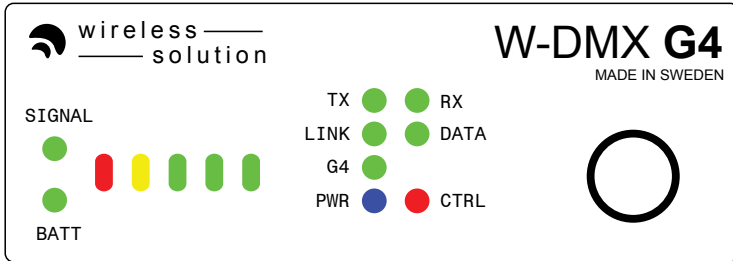 wireless
solution
W-DMX G4
MADE IN SWEDEN
SIGNAL
BATT
TX RX
LINK DATA
G4
PWR CTRL